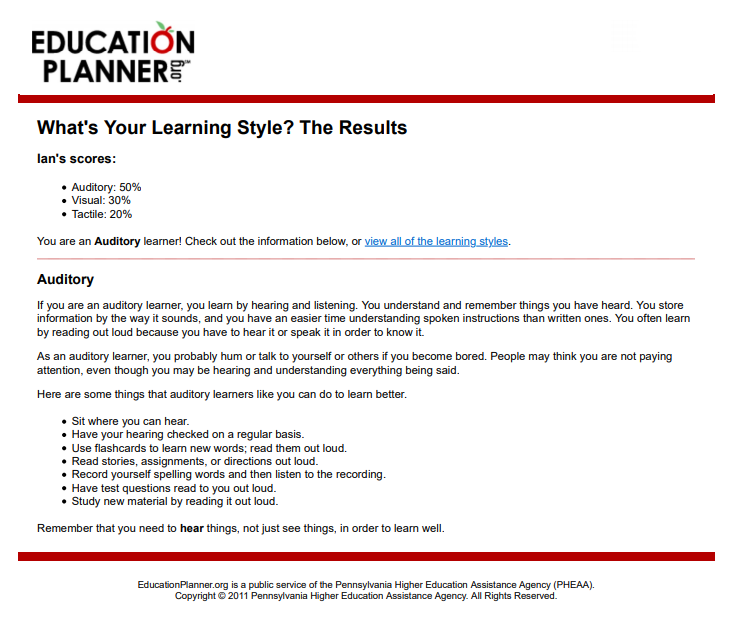 EDUCATION
PLANNER.org℠
What's Your Learning Style? The Results
Ian's scores:
• Auditory: 50%
• Visual: 30%
• Tactile: 20%
You are an Auditory learner! Check out the information below, or view all of the learning styles.
Auditory
If you are an auditory learner, you learn by hearing and listening. You understand and remember things you have heard. You store
information by the way it sounds, and you have an easier time understanding spoken instructions than written ones. You often learn
by reading out loud because you have to hear it or speak it in order to know it.
As an auditory learner, you probably hum or talk to yourself or others if you become bored. People may think you are not paying
attention, even though you may be hearing and understanding everything being said.
Here are some things that auditory learners like you can do to learn better.
• Sit where you can hear.
• Have your hearing checked on a regular basis.
• Use flashcards to learn new words; read them out loud.
• Read stories, assignments, or directions out loud.
• Record yourself spelling words and then listen to the recording.
• Have test questions read to you out loud.
• Study new material by reading it out loud.
Remember that you need to hear things, not just see things, in order to learn well.
EducationPlanner.org is a public service of the Pennsylvania Higher Education Assistance Agency (PHEAA).
Copyright © 2011 Pennsylvania Higher Education Assistance Agency. All Rights Reserved.